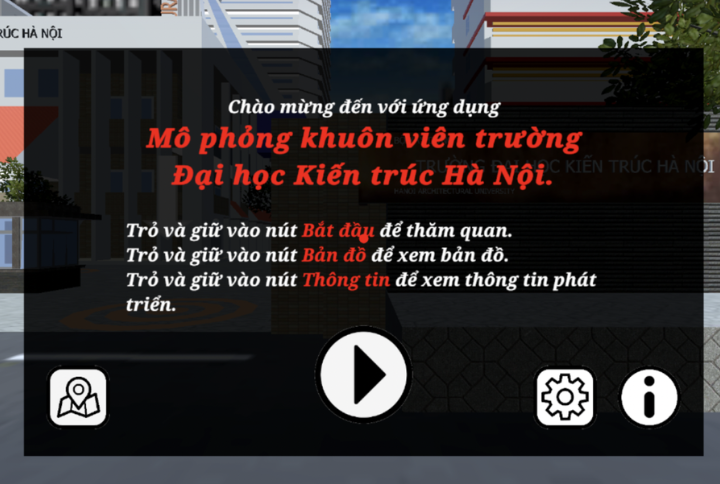 RÚC HÀ NỘI
Chào mừng đến với ứng dụng
Mô phỏng khuôn viên trường
Đại học Kiến trúc Hà Nội.
TRƯỜNG ĐẠI HỌC KIẾN TRÚC HÀ NỘI
Trỏ và giữ vào nút Bắt đầu để thăm quan.
Trỏ và giữ vào nút Bản đồ để xem bản đồ.
Trỏ và giữ vào nút Thông tin để xem thông tin phát
triển.